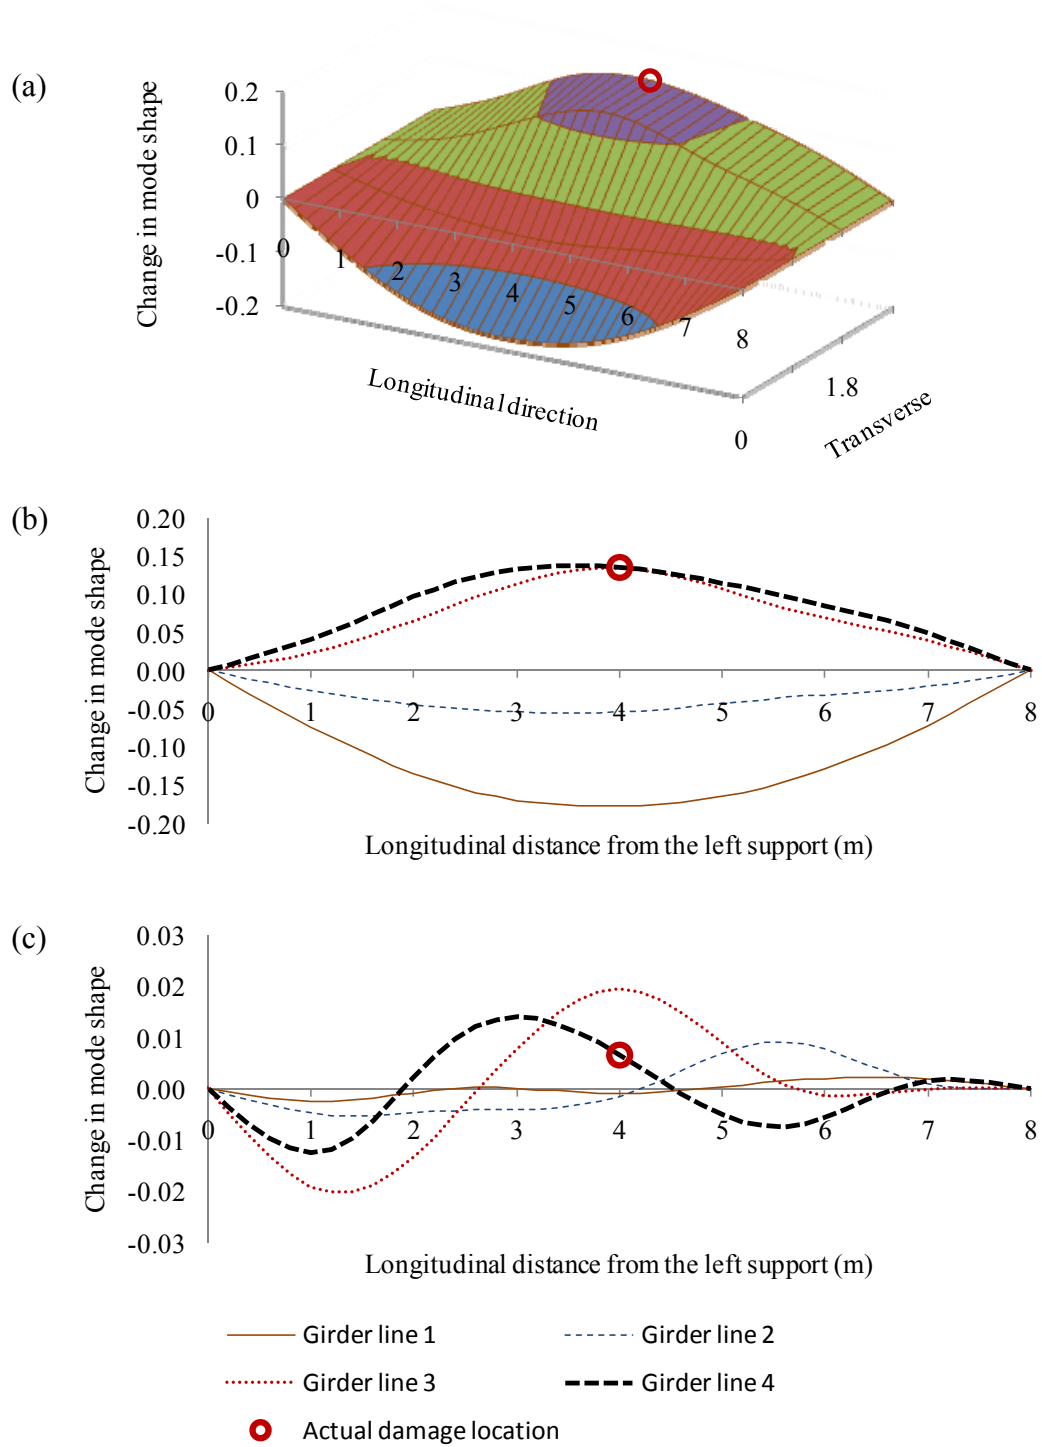 (a)
Change in mode shape
0.2
0.1
0
-0.1
-0.2
0 1 2 3 4 5 6 7 8
Longitudinal direction
0
1.8
Transverse
(b)
Change in mode shape
0.20
0.15
0.10
0.05
0.00
-0.05
-0.10
-0.15
-0.20
0 1 2 3 4 5 6 7 8
Longitudinal distance from the left support (m)
(c)
Change in mode shape
0.03
0.02
0.01
0.00
-0.01
-0.02
-0.03
0 1 2 3 4 5 6 7 8
Longitudinal distance from the left support (m)
Girder line 1 Girder line 2
Girder line 3 Girder line 4
Actual damage location